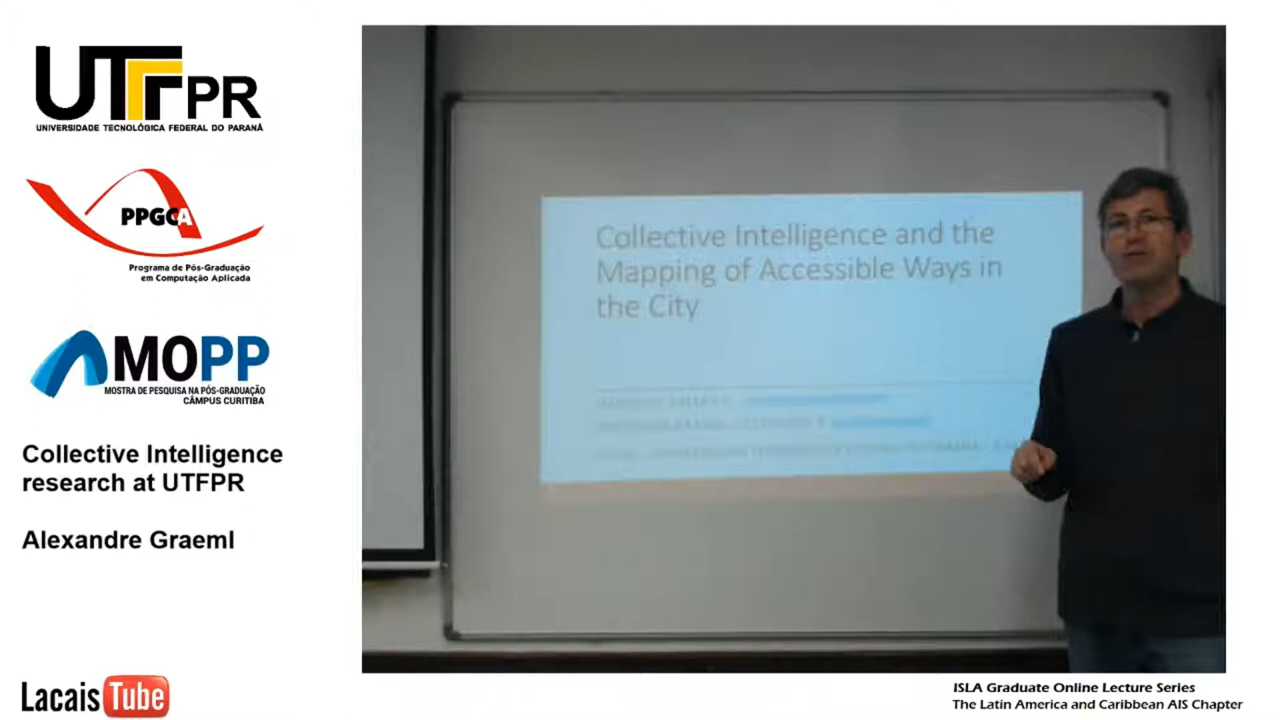 UTFPR
UNIVERSIDADE TECNOLÓGICA FEDERAL DO PARANÁ
PPGCA
Programa de Pós-Graduação
em Computação Aplicada
MOPP
MOSTRA DE PESQUISA NA PÓS-GRADUAÇÃO
CÂMPUS CURITIBA
Collective Intelligence
research at UTFPR
Alexandre Graeml
LacaisTube
Collective Intelligence and the
Mapping of Accessible Ways in
the City
ISLA Graduate Online Lecture Series
The Latin America and Caribbean AIS Chapter